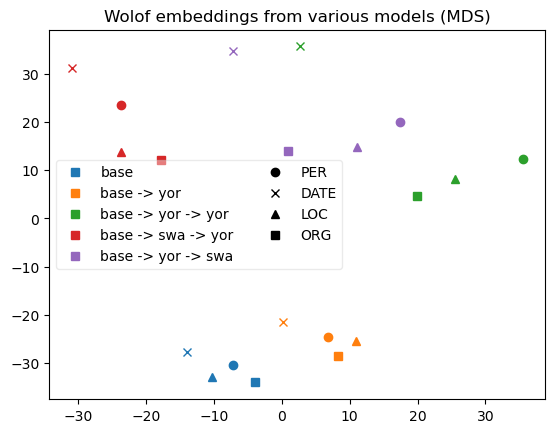 Wolof embeddings from various models (MDS)
30
20
10
0
−10
−20
−30
base
base -> yor
base -> yor -> yor
base -> swa -> yor
base -> yor -> swa
PER
DATE
LOC
ORG
−30 −20 −10 0 10 20 30